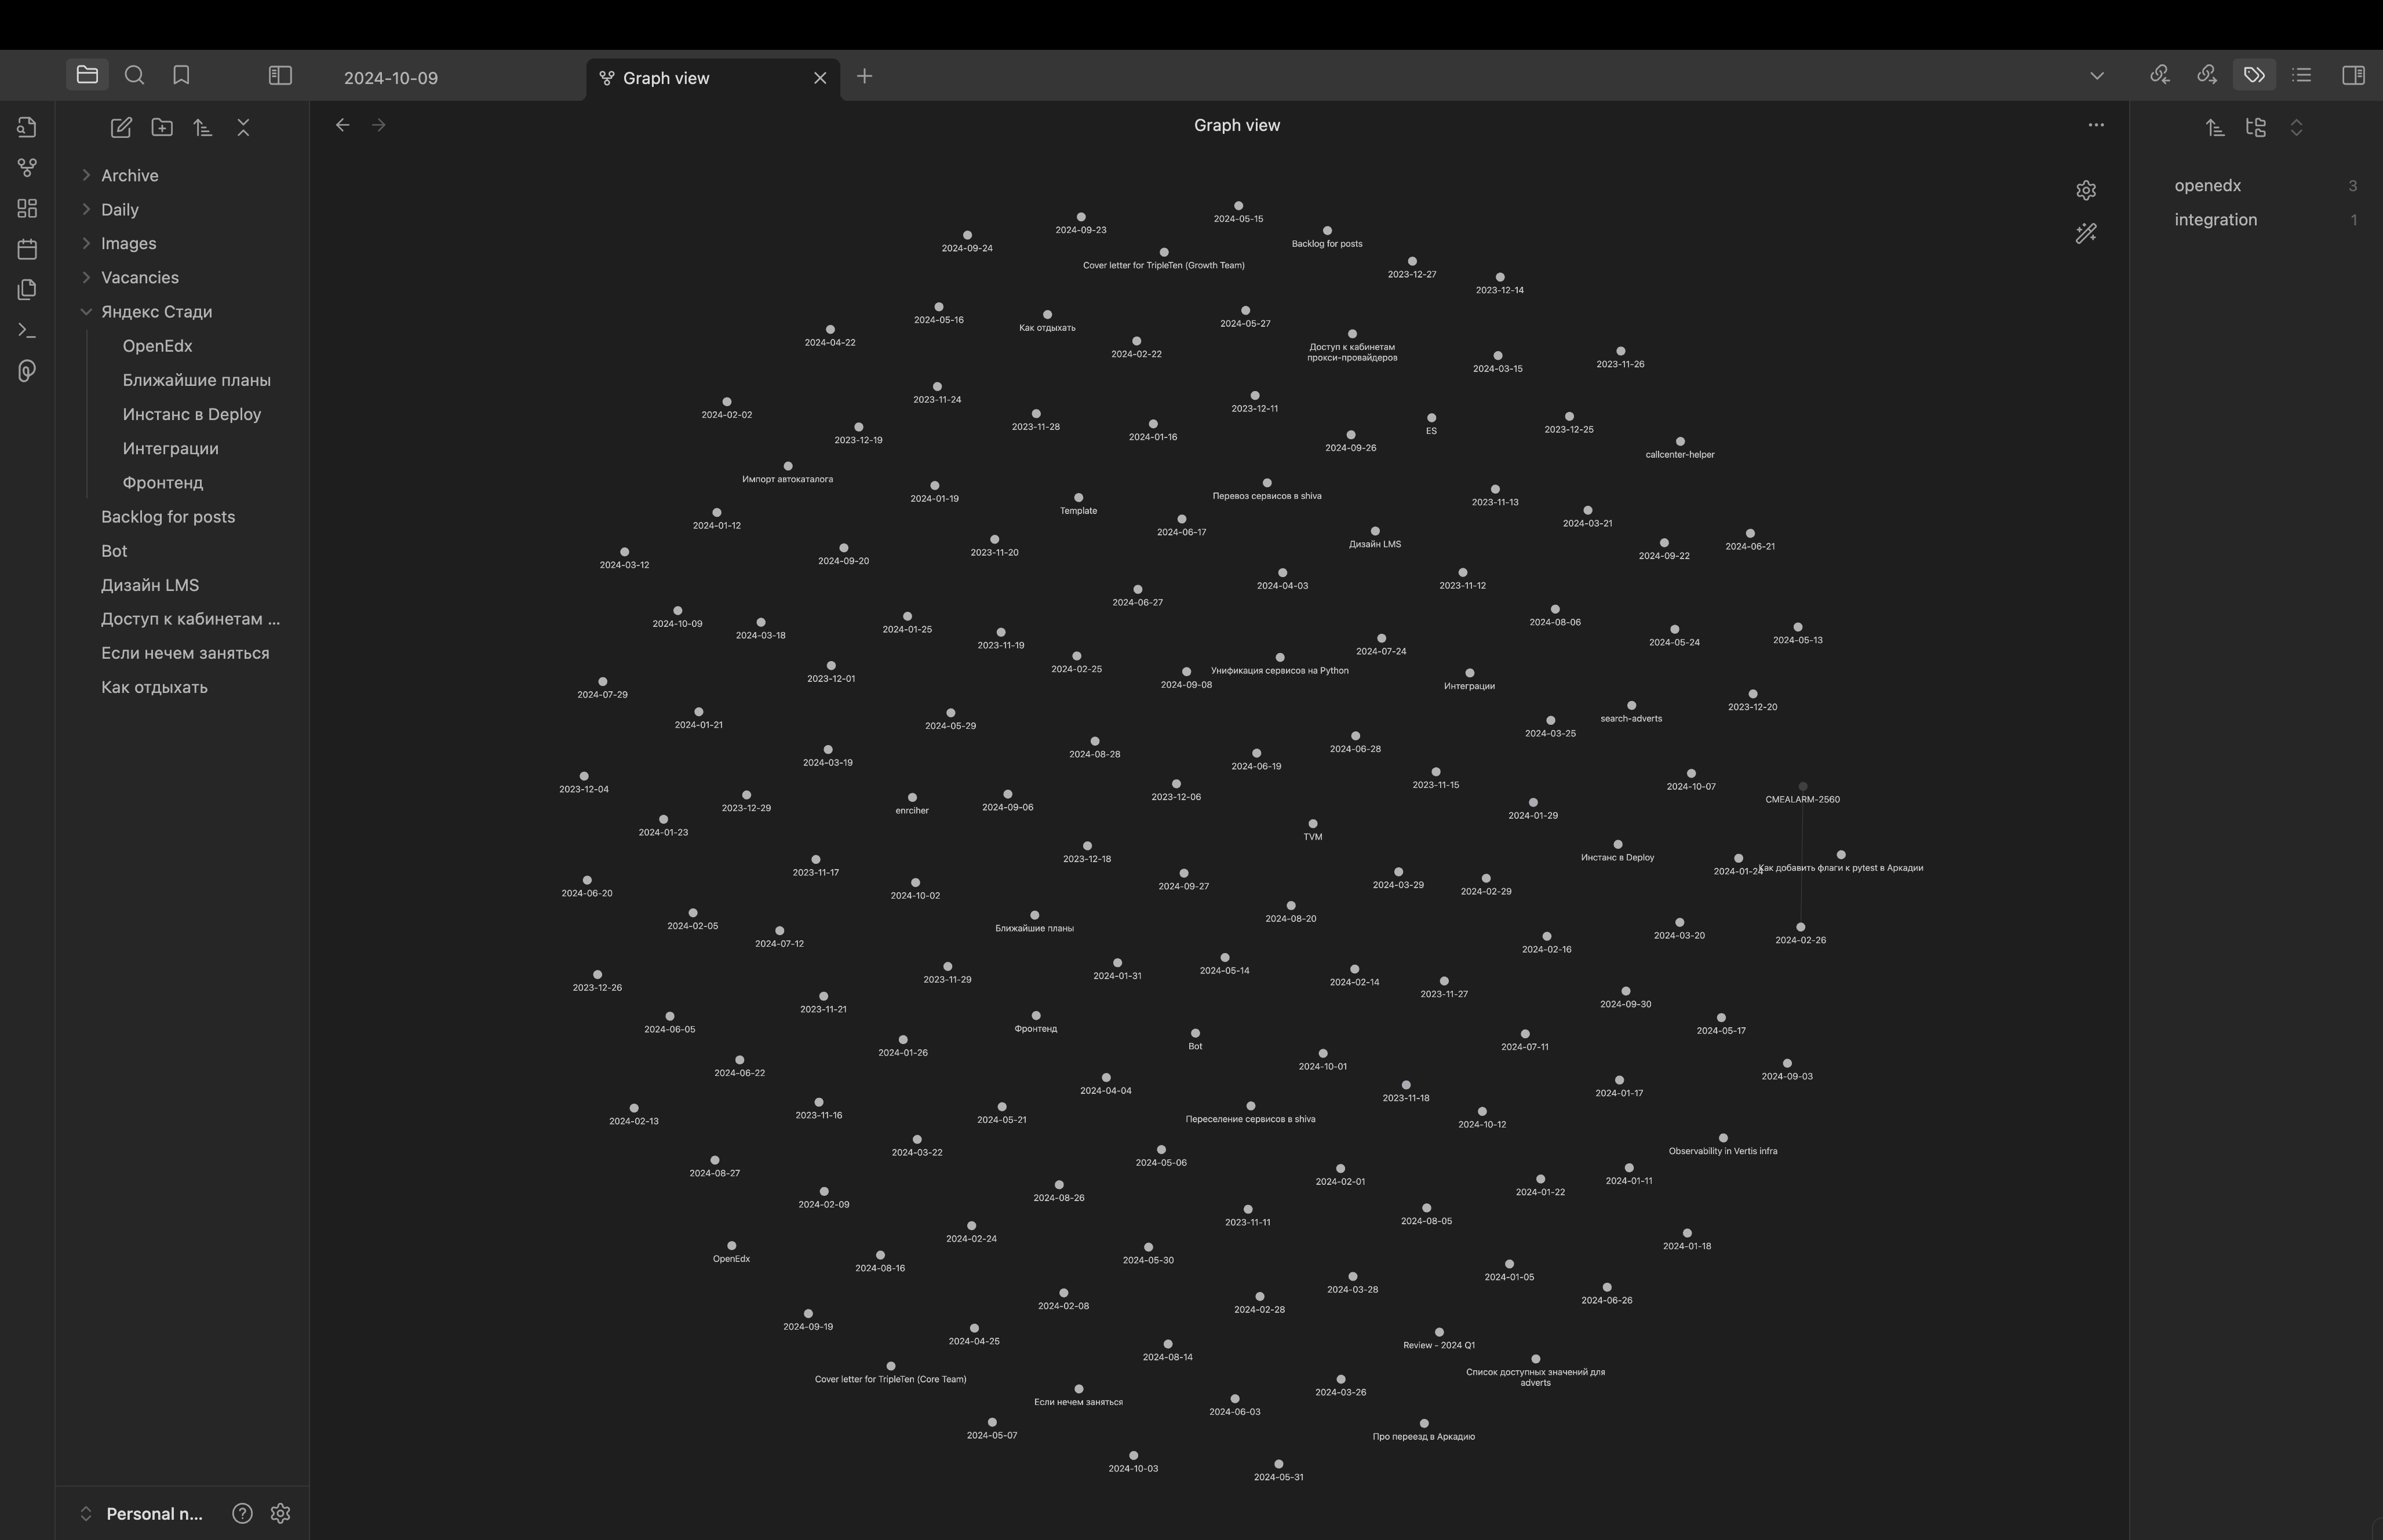 2024-10-09
Graph view
Graph view
Archive
Daily
Images
Vacancies
Яндекс Стади
OpenEdx
Ближайшие планы
Инстанс в Deploy
Интеграции
Фронтенд
Backlog for posts
Bot
Дизайн LMS
Доступ к кабинетам ...
Если нечем заняться
Как отдыхать
Personal n...
openedx 3
integration 1
2024-05-15
2024-09-23
2024-09-24
Backlog for posts
Cover letter for TripleTen (Growth Team)
2023-12-27
2023-12-14
2024-05-16
Как отдыхать
2024-05-27
2024-04-22
2024-02-22
Доступ к кабинетам
прокси-провайдеров
2024-03-15
2023-11-26
2023-11-24
2024-02-02
2023-12-11
2023-11-28
2023-12-19
2024-01-16
ES
2023-12-25
2024-09-26
callcenter-helper
Импорт автокаталога
2024-01-19
Перевоз сервисов в shiva
2023-11-13
Template
2024-01-12
2024-06-17
2024-03-21
Дизайн LMS
2024-06-21
2023-11-20
2024-09-22
2024-09-20
2024-03-12
2024-04-03
2023-11-12
2024-06-27
2024-10-09
2024-03-18
2024-01-25
2024-08-06
2023-11-19
2024-05-24
2024-05-13
2024-07-24
2024-02-25
Унификация сервисов на Python
2023-12-01
2024-09-08
Интеграции
2024-07-29
2023-12-20
2024-01-21
search-adverts
2024-05-29
2024-03-25
2024-06-28
2024-08-28
2024-03-19
2024-06-19
2023-11-15
2024-10-07
2023-12-04
2023-12-06
CMEALARM-2560
2023-12-29
enrciher
2024-09-06
2024-01-29
2024-01-23
TVM
2023-12-18
Инстанс в Deploy
2024-01-24
Как добавить флаги к pytest в Аркадии
2023-11-17
2024-09-27
2024-03-29
2024-02-29
2024-06-20
2024-10-02
2024-08-20
2024-02-05
Ближайшие планы
2024-03-20
2024-02-26
2024-07-12
2024-02-16
2024-05-14
2023-11-29
2024-01-31
2024-02-14
2023-12-26
2023-11-27
2024-09-30
2023-11-21
2024-06-05
Фронтенд
2024-05-17
2024-01-26
Bot
2024-07-11
2024-10-01
2024-06-22
2024-09-03
2024-04-04
2023-11-18
2024-01-17
2023-11-16
2024-02-13
2024-05-21
Переселение сервисов в shiva
2024-10-12
2024-03-22
Observability in Vertis infra
2024-05-06
2024-08-27
2024-02-01
2024-01-11
2024-01-22
2024-08-26
2024-02-09
2023-11-11
2024-08-05
2024-02-24
2024-01-18
OpenEdx
2024-05-30
2024-08-16
2024-01-05
2024-03-28
2024-06-26
2024-02-08
2024-02-28
2024-09-19
2024-04-25
Review - 2024 Q1
2024-08-14
Список доступных значений для
adverts
Cover letter for TripleTen (Core Team)
2024-03-26
Если нечем заняться
2024-06-03
2024-05-07
Про переезд в Аркадию
2024-10-03
2024-05-31